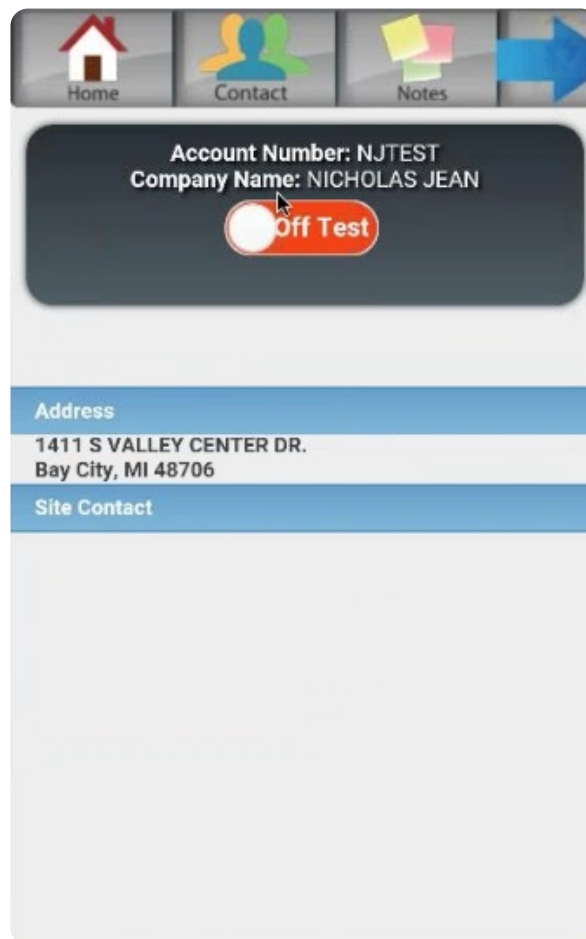 Home
Contact
Notes
Account Number: NJTEST
Company Name: NICHOLAS JEAN
Off Test
Address
1411 S VALLEY CENTER DR.
Bay City, MI 48706
Site Contact